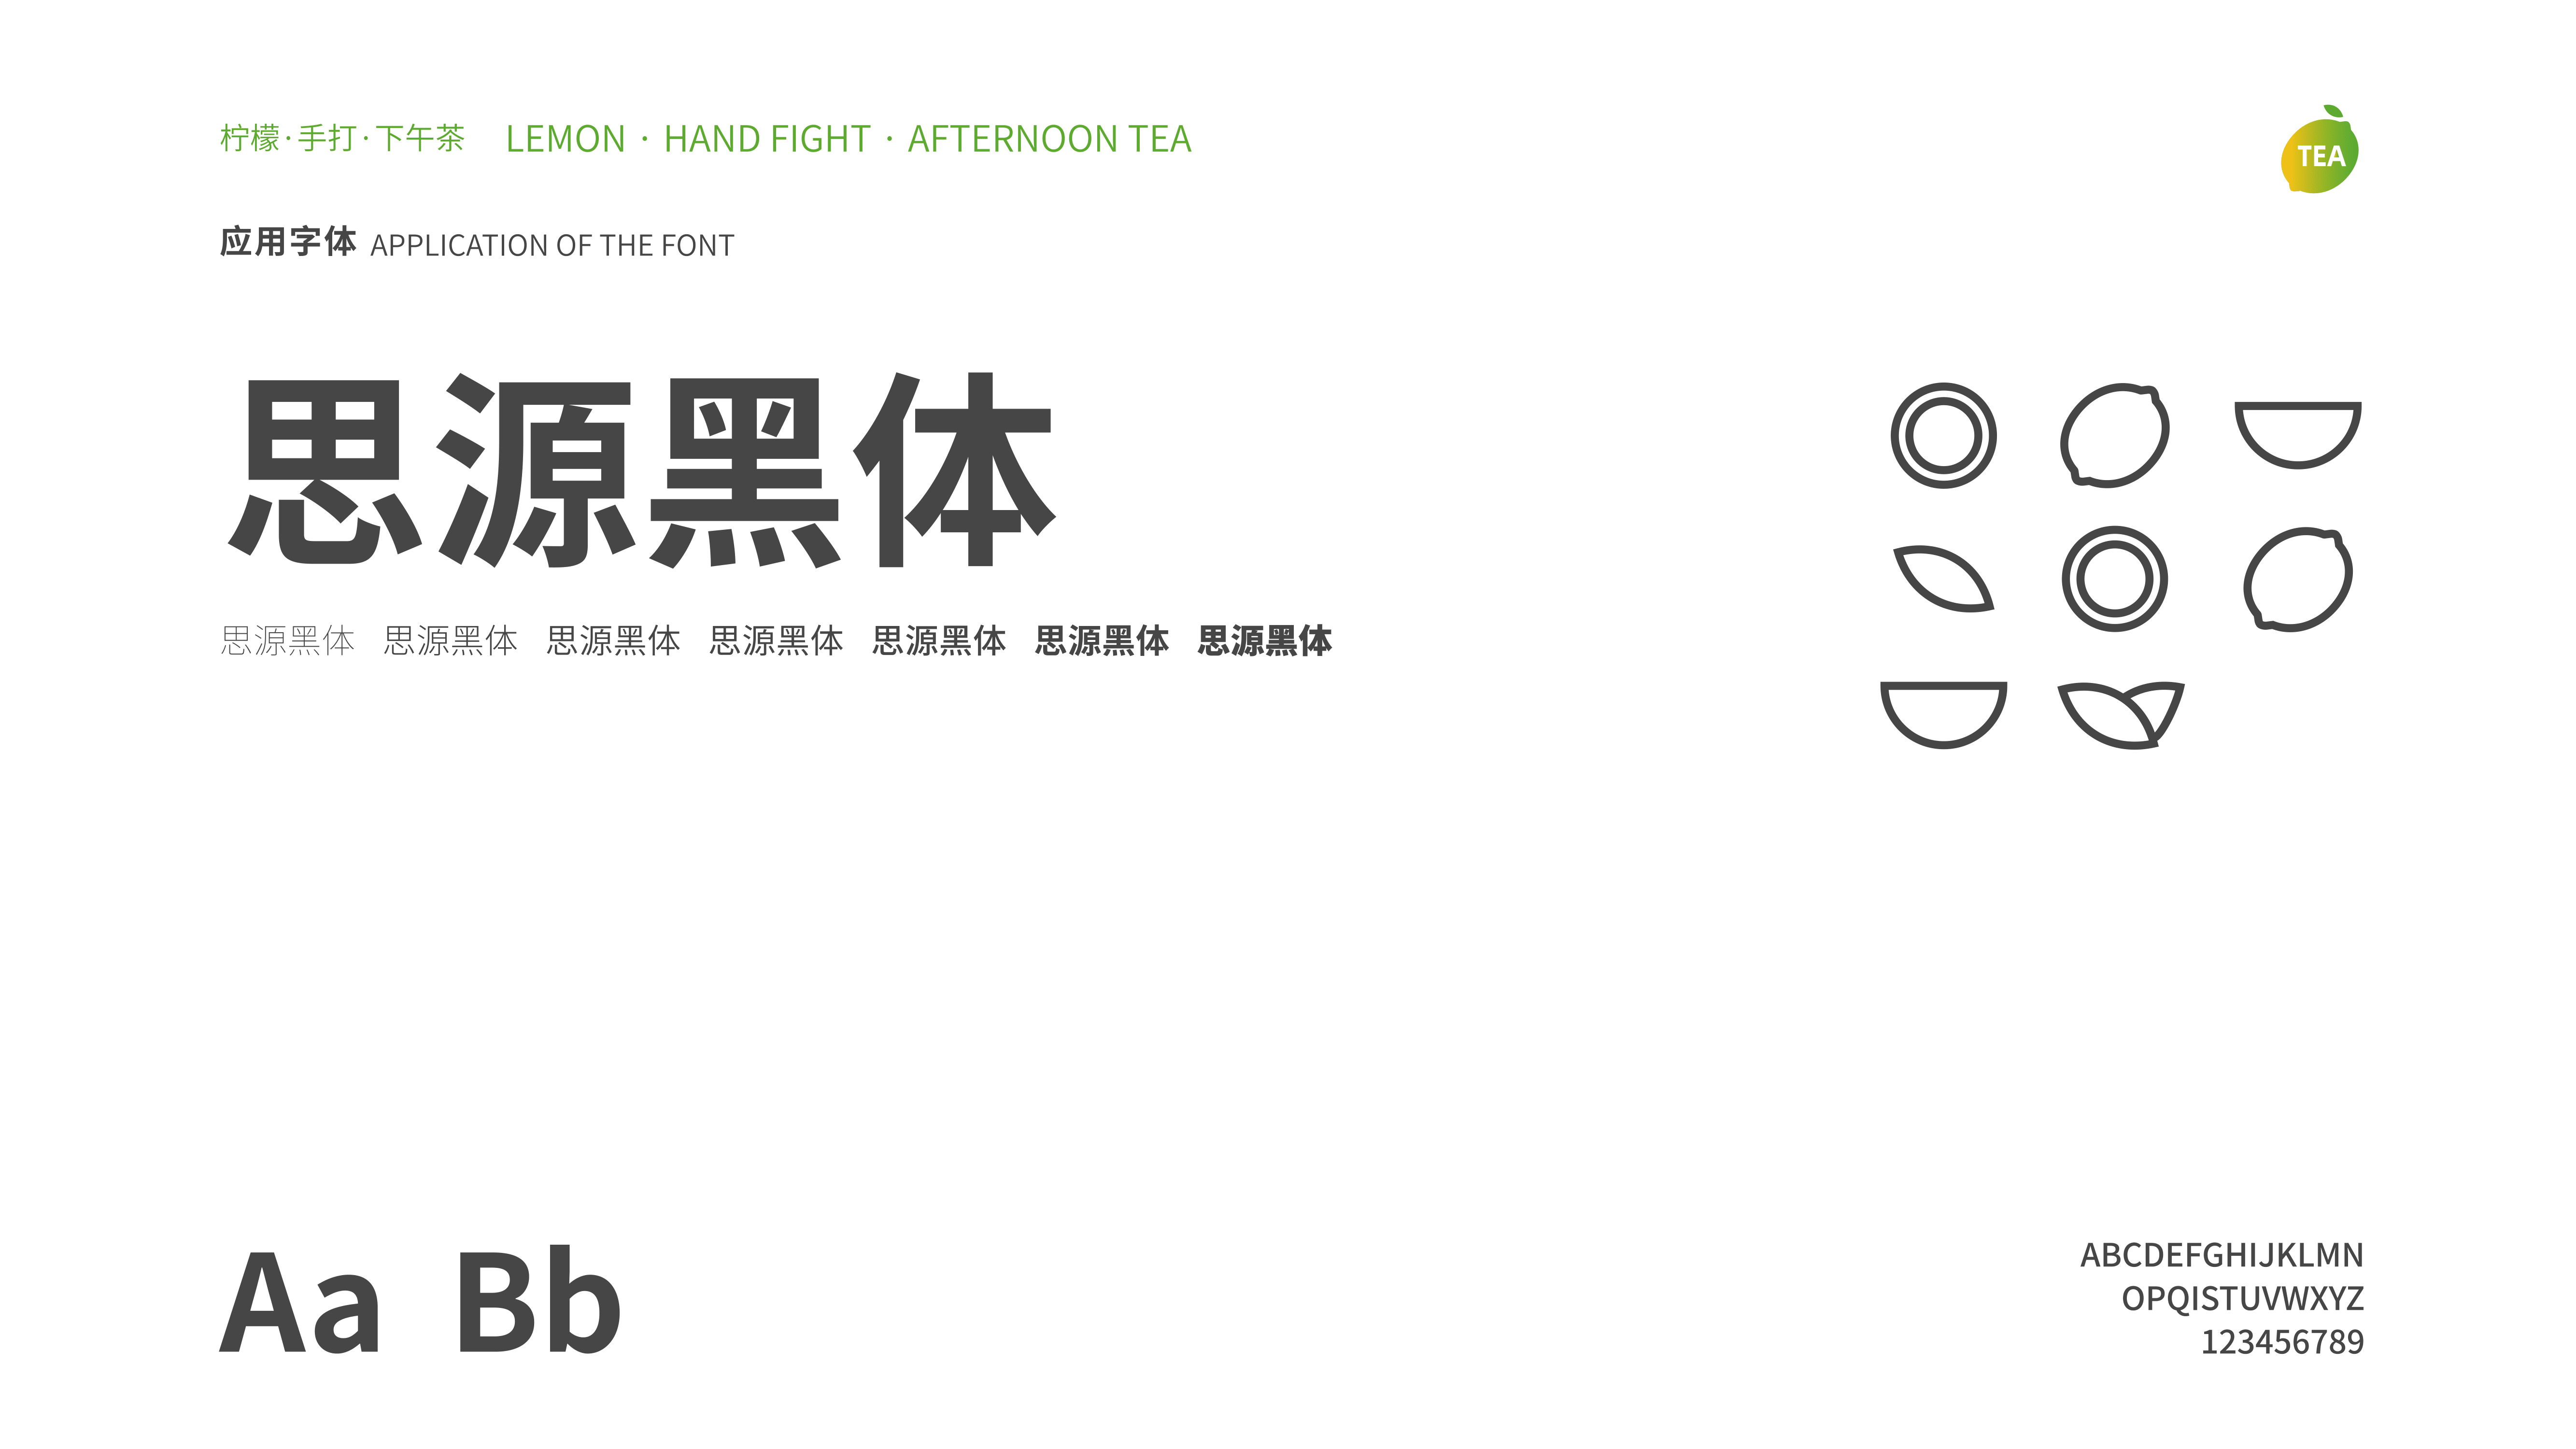 柠檬·手打·下午茶 LEMON · HAND FIGHT · AFTERNOON TEA
TEA
应用字体 APPLICATION OF THE FONT
思源黑体
思源黑体 思源黑体 思源黑体 思源黑体 思源黑体 思源黑体 思源黑体
Aa Bb
ABCDEFGHIJKLMN
OPQISTUVWXYZ
123456789